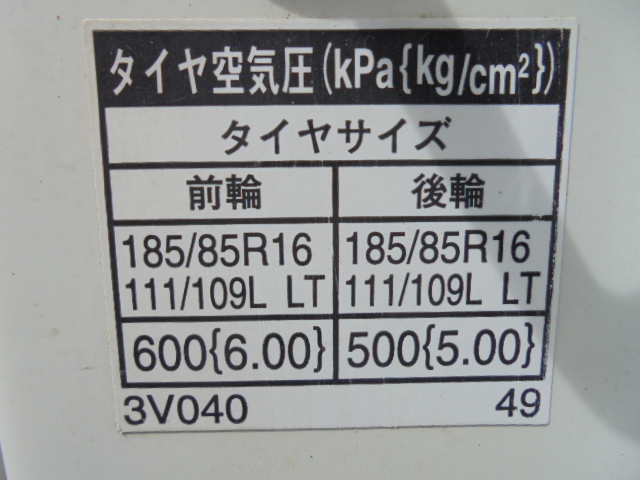 タイヤ空気圧(kPa{kg/cm²})
タイヤサイズ
前輪 後輪
185/85R16 185/85R16
111/109L LT 111/109L LT
600{6.00} 500{5.00}
3V040 49